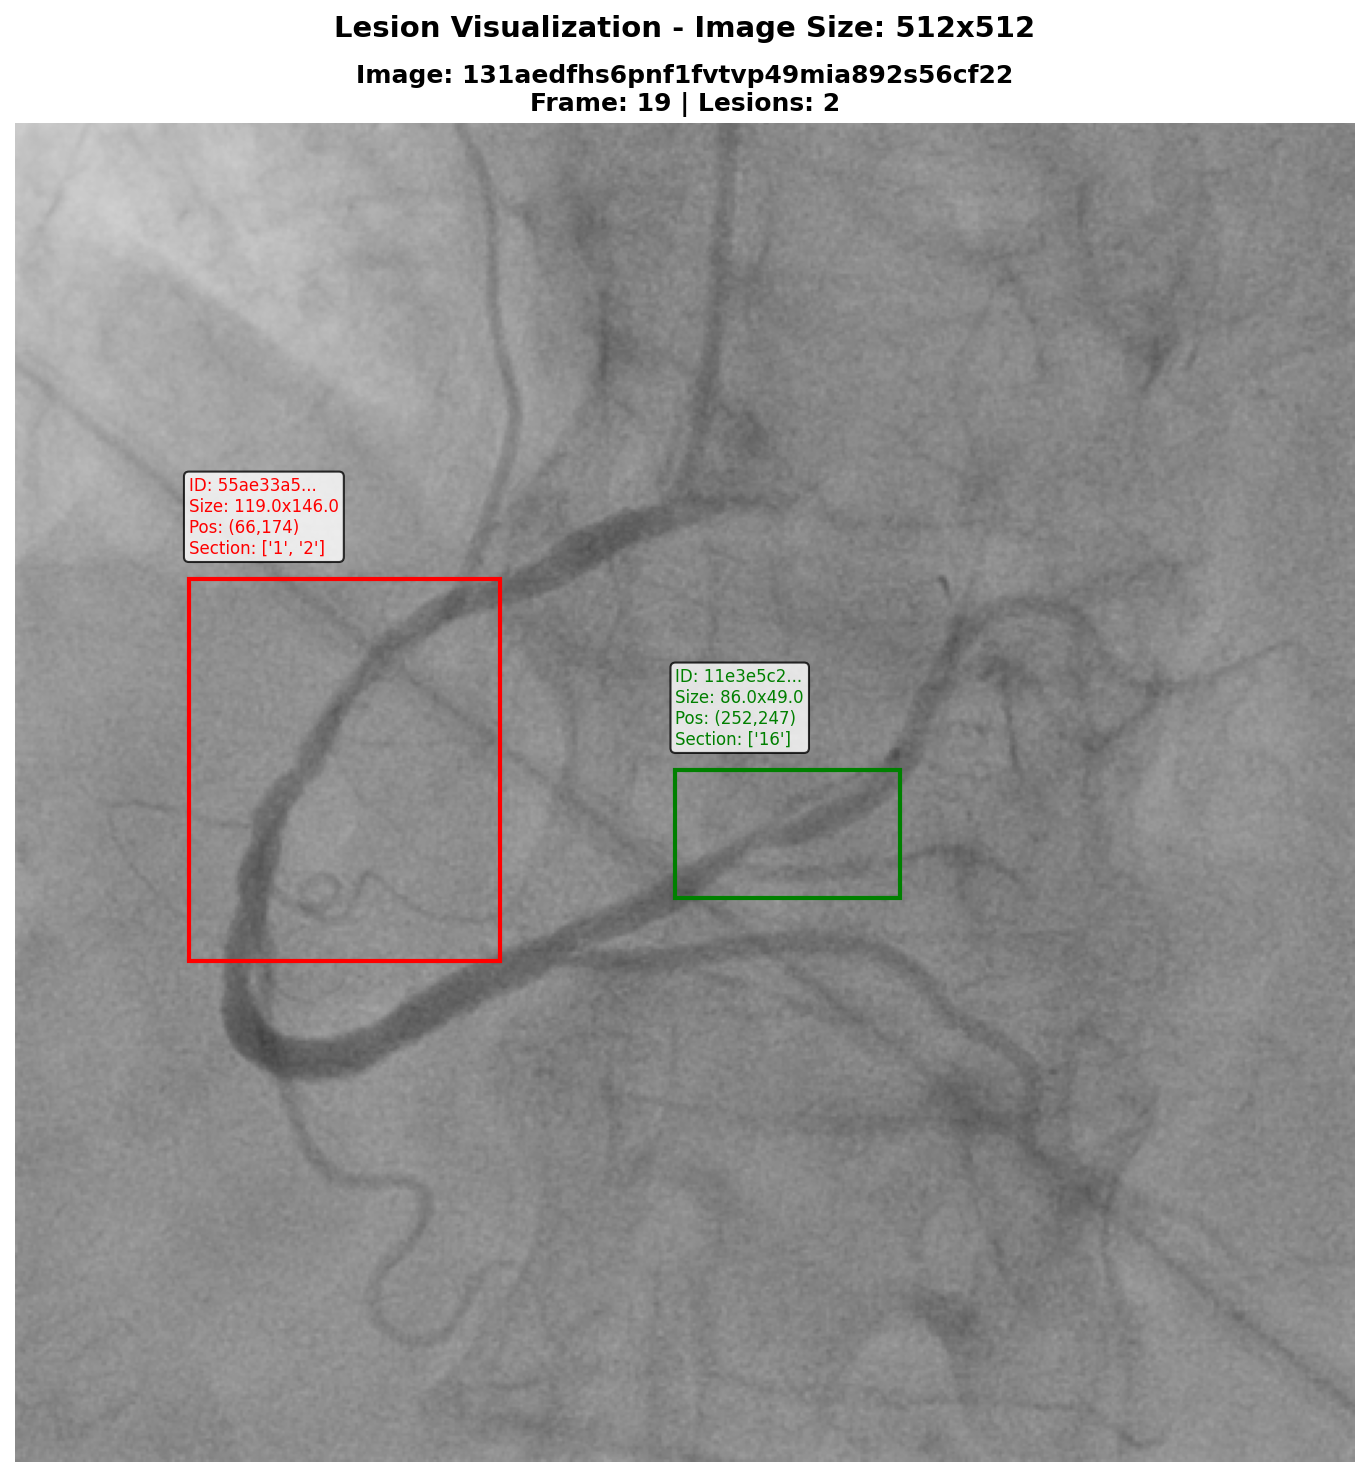 Lesion Visualization - Image Size: 512x512
Image: 131aedfhs6pnf1fvtvp49mia892s56cf22
Frame: 19 | Lesions: 2
ID: 55ae33a5...
Size: 119.0x146.0
Pos: (66,174)
Section: ['1', '2']
ID: 11e3e5c2...
Size: 86.0x49.0
Pos: (252,247)
Section: ['16']